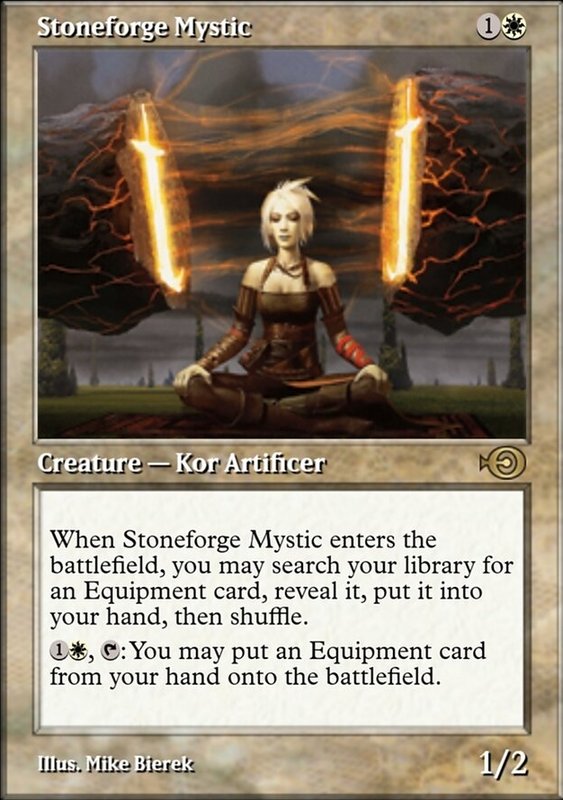 Stoneforge Mystic 1
Creature — Kor Artificer
When Stoneforge Mystic enters the
battlefield, you may search your library for
an Equipment card, reveal it, put it into
your hand, then shuffle.
1 , : You may put an Equipment card
from your hand onto the battlefield.
Illus. Mike Bierek 1/2